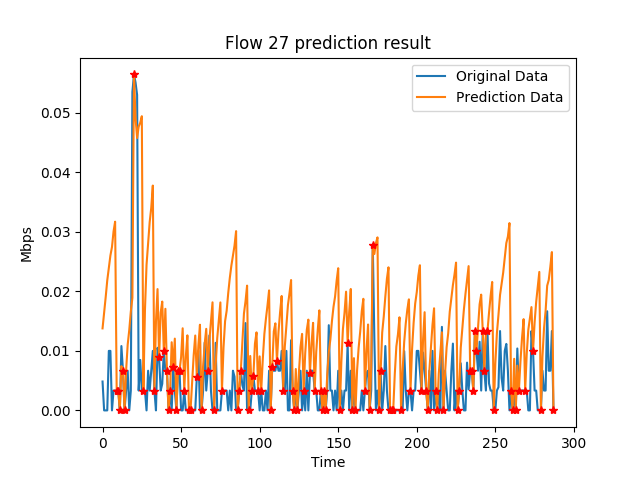 Flow 27 prediction result
Original Data
Prediction Data
Mbps
0.05
0.04
0.03
0.02
0.01
0.00
0 50 100 150 200 250 300
Time